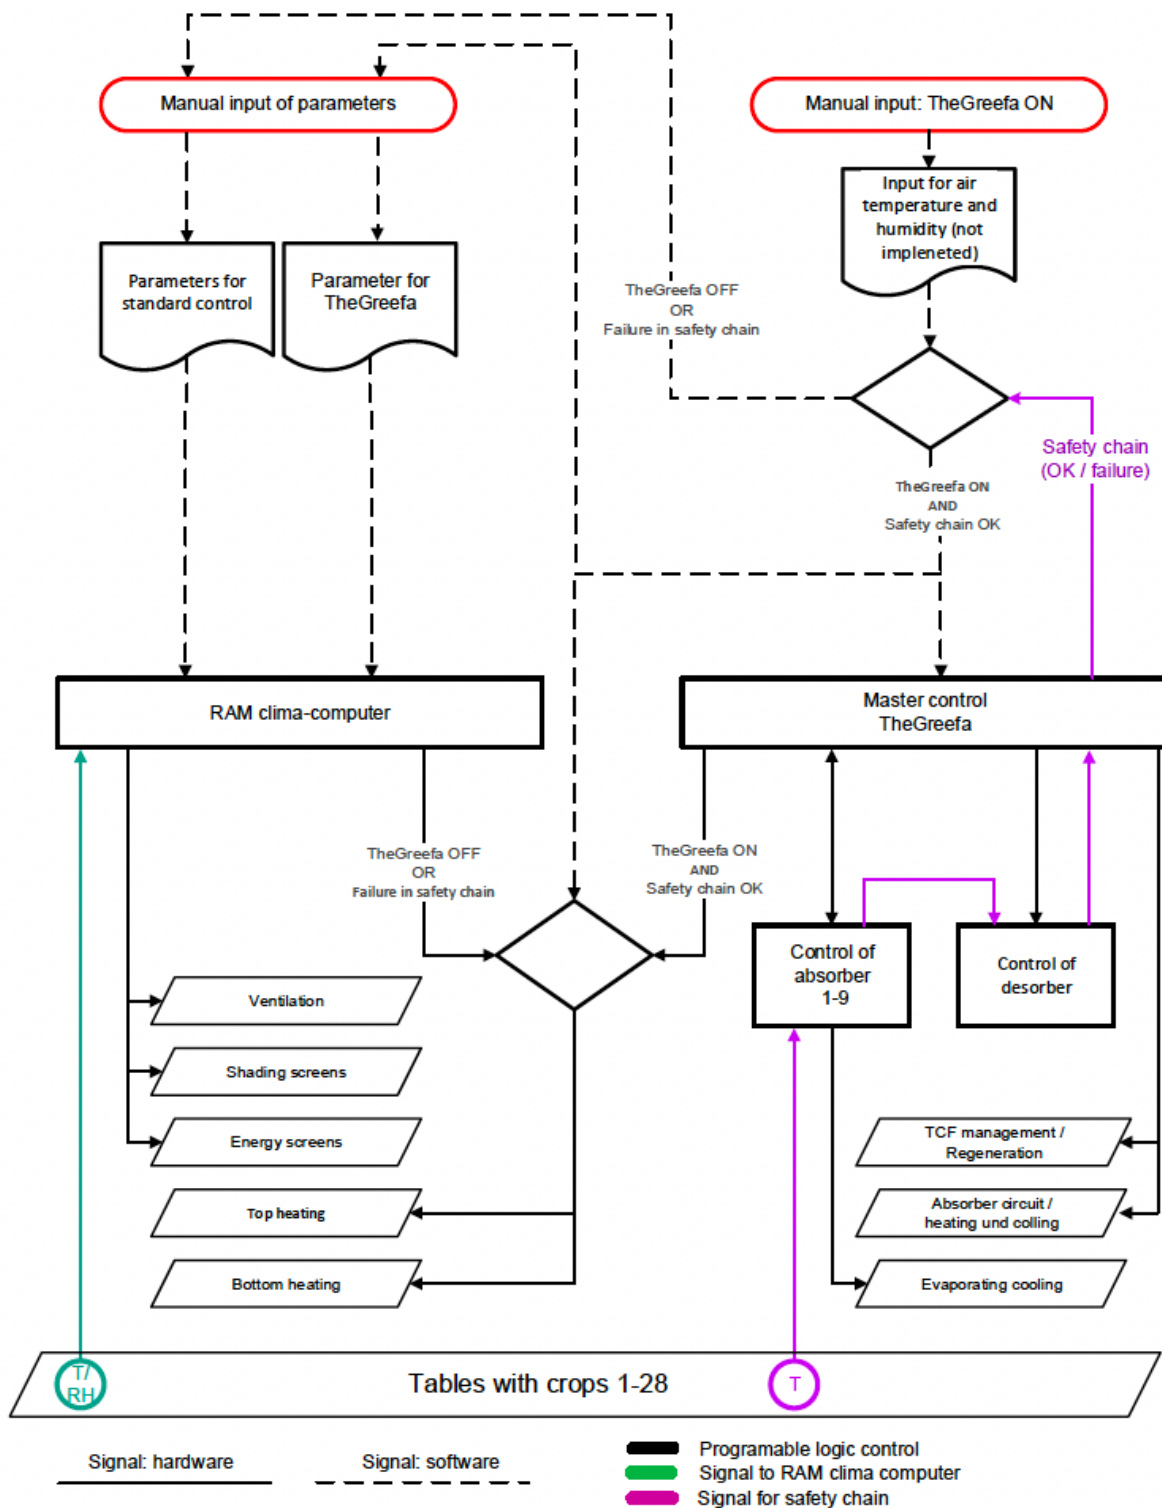 Manual input of parameters
Manual input: TheGreefa ON
Input for air
temperature and
humidity (not
impleneted)
Parameters for
standard control
Parameter for
TheGreefa
TheGreefa OFF
OR
Failure in safety chain
Safety chain
(OK / failure)
TheGreefa ON
AND
Safety chain OK
RAM clima-computer
Master control
TheGreefa
TheGreefa OFF
OR
Failure in safety chain
TheGreefa ON
AND
Safety chain OK
Control of
absorber
1-9
Control of
desorber
Ventilation
Shading screens
Energy screens
Top heating
Bottom heating
TCF management /
Regeneration
Absorber circuit /
heating und colling
Evaporating cooling
T/
RH
Tables with crops 1-28
T
Signal: hardware
Signal: software
Programable logic control
Signal to RAM clima computer
Signal for safety chain